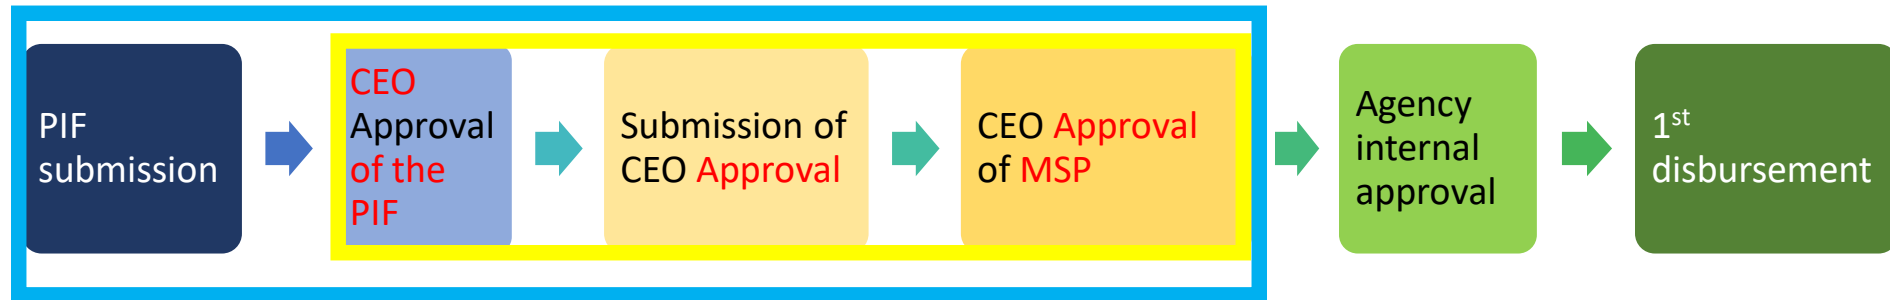 PIF
submission
CEO
Approval
of the
PIF
Submission of
CEO Approval
CEO Approval
of MSP
Agency
internal
approval
1st
disbursement